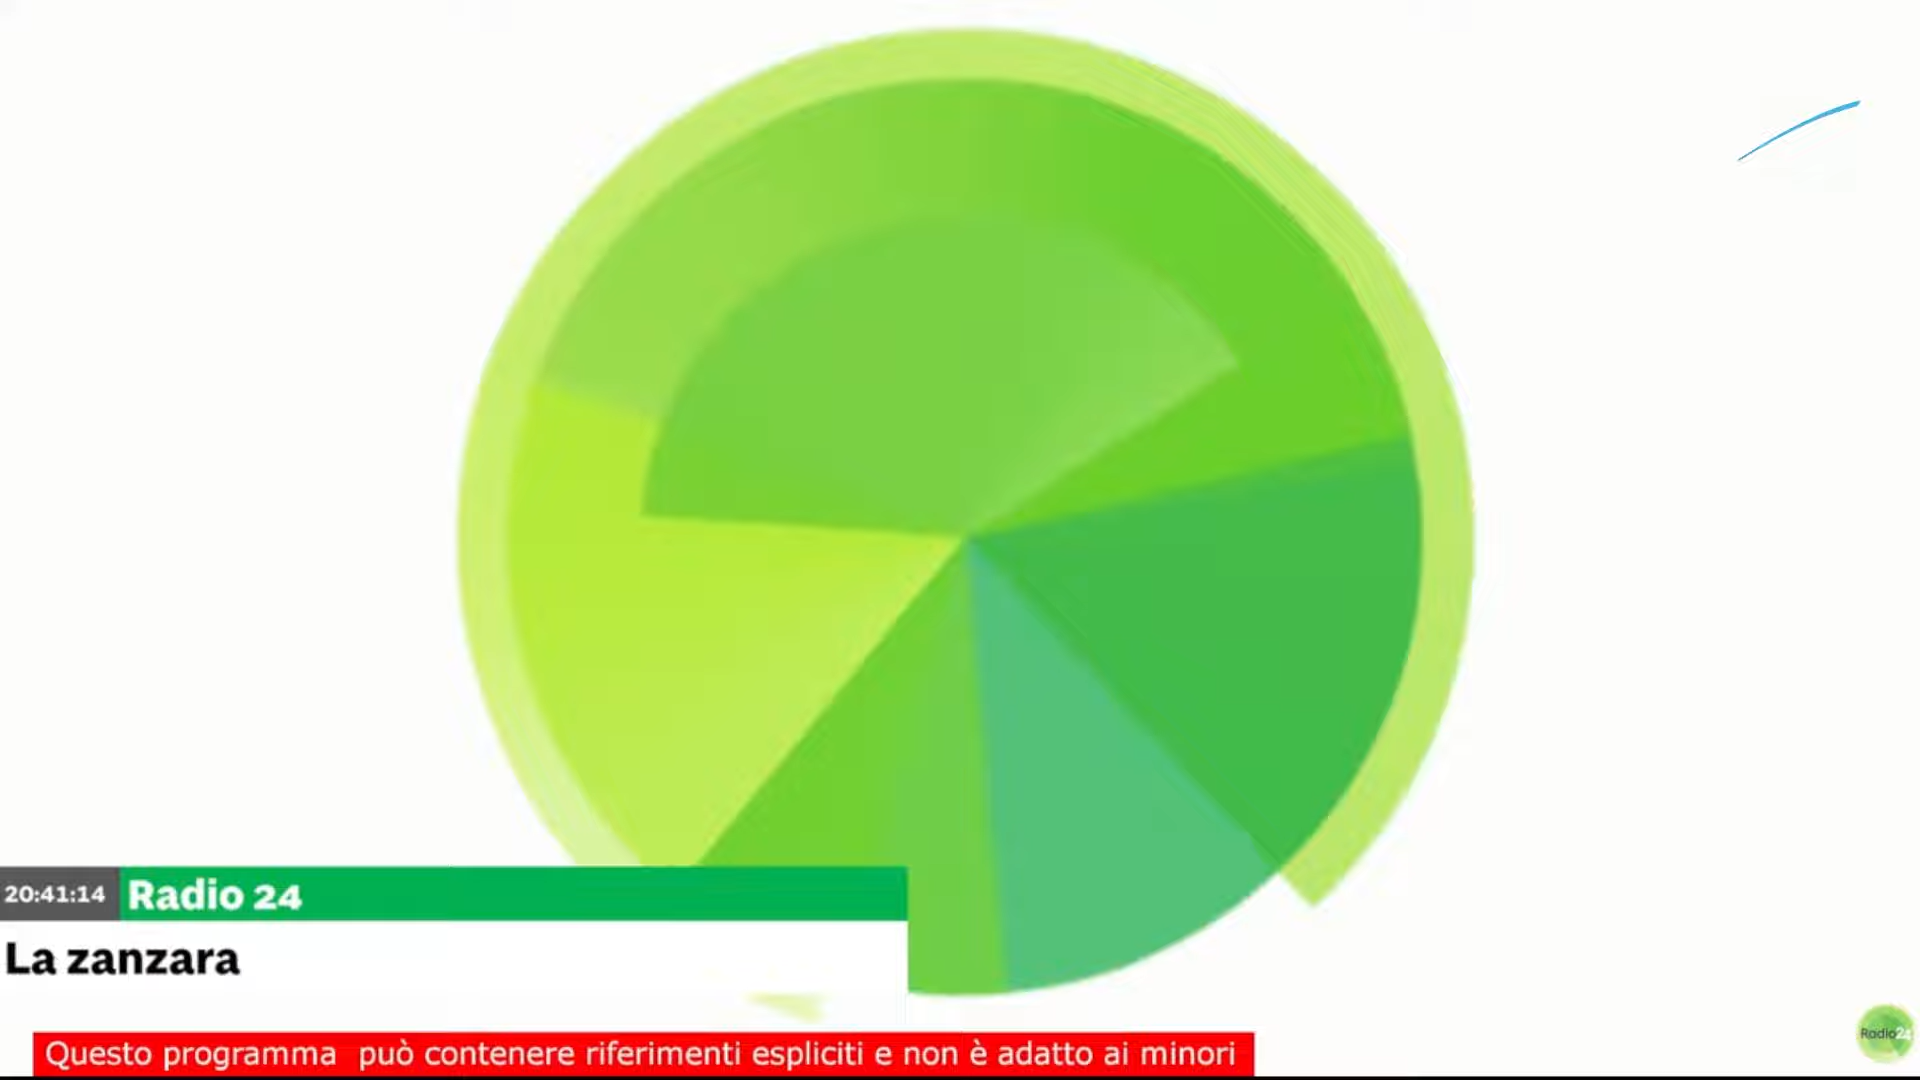 20:41:14 Radio 24
La zanzara
Questo programma può contenere riferimenti espliciti e non è adatto ai minori
Radio24